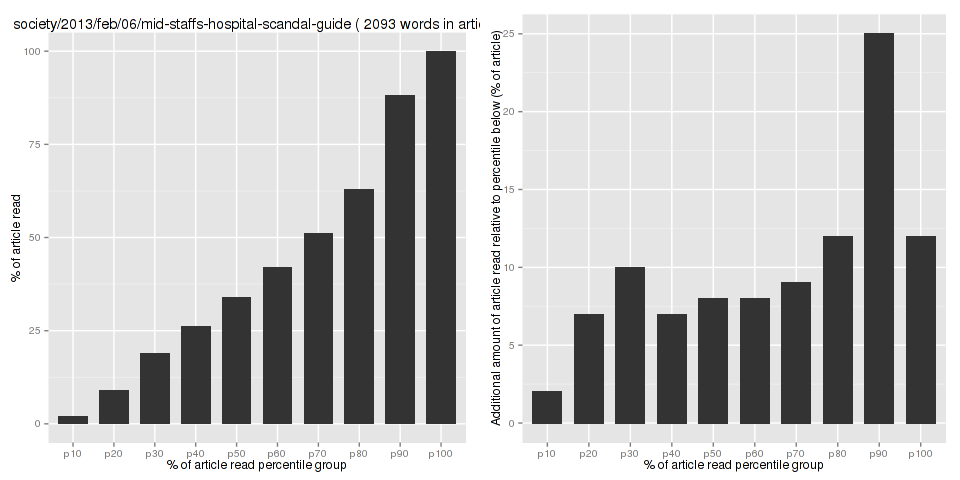 society/2013/feb/06/mid-staffs-hospital-scandal-guide ( 2093 words in arti
100
75
50
25
0
% of article read
p10 p20 p30 p40 p50 p60 p70 p80 p90 p100
% of article read percentile group
25
20
15
10
5
0
Additional amount of article read relative to percentile below (% of article)
p10 p20 p30 p40 p50 p60 p70 p80 p90 p100
% of article read percentile group